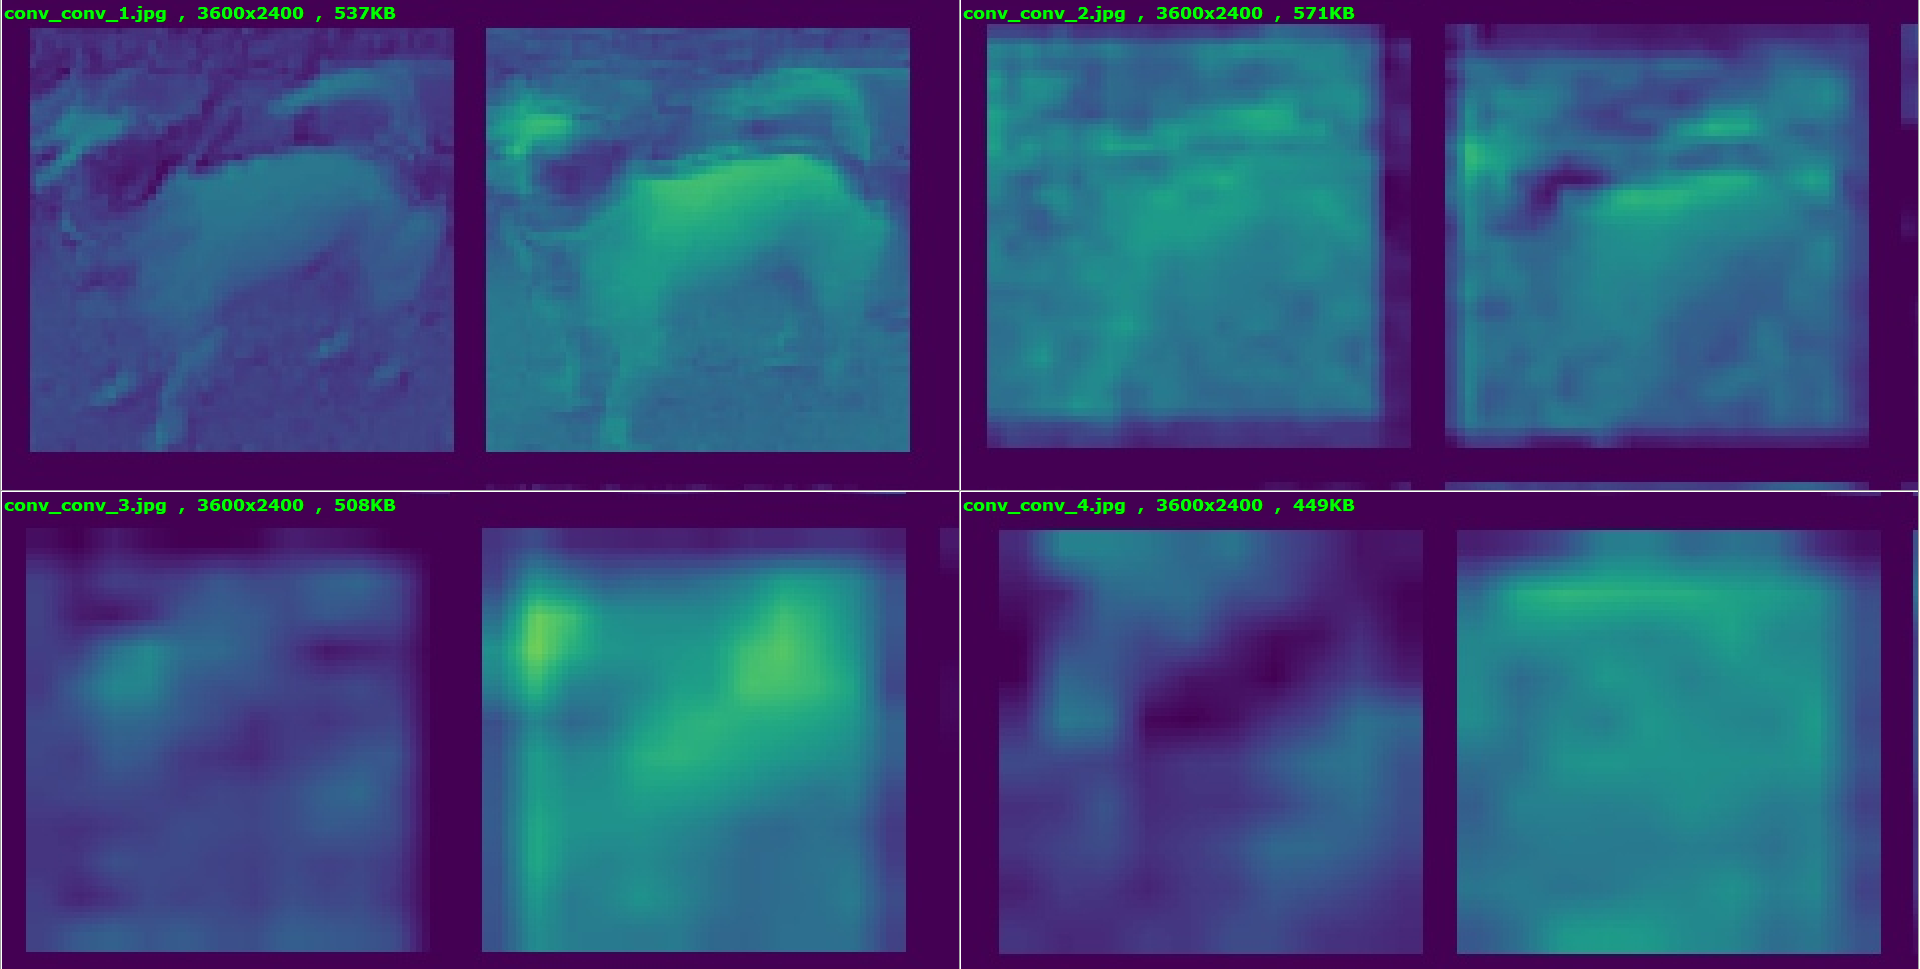 conv_conv_1.jpg , 3600x2400 , 537KB
conv_conv_2.jpg , 3600x2400 , 571KB
conv_conv_3.jpg , 3600x2400 , 508KB
conv_conv_4.jpg , 3600x2400 , 449KB